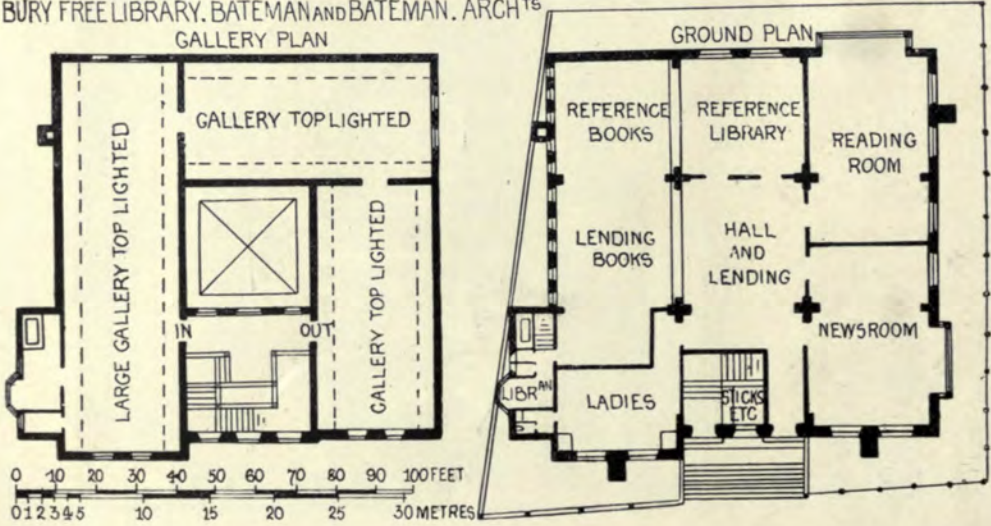 BURY FREE LIBRARY. BATEMAN AND BATEMAN. ARCHTS
GALLERY PLAN
LARGE GALLERY TOP LIGHTED
GALLERY TOP LIGHTED
GALLERY TOP LIGHTED
IN
OUT
0 10 20 30 40 50 60 70 80 90 100 FEET
0 1 2 3 4 5 10 15 20 25 30 METRES
GROUND PLAN
REFERENCE
BOOKS
REFERENCE
LIBRARY
READING
ROOM
LENDING
BOOKS
HALL
AND
LENDING
NEWSROOM
LIBRAN
LADIES
STICKS
ETC